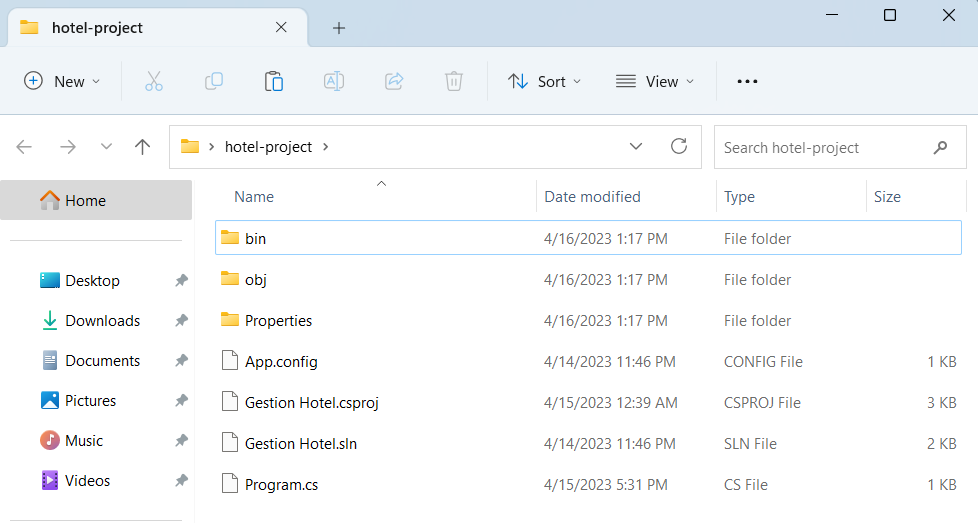 hotel-project
New Sort View
hotel-project
Search hotel-project
Home
Desktop
Downloads
Documents
Pictures
Music
Videos
Name Date modified Type Size
bin 4/16/2023 1:17 PM File folder
obj 4/16/2023 1:17 PM File folder
Properties 4/16/2023 1:17 PM File folder
App.config 4/14/2023 11:46 PM CONFIG File 1 KB
Gestion Hotel.csproj 4/15/2023 12:39 AM CSPROJ File 3 KB
Gestion Hotel.sln 4/14/2023 11:46 PM SLN File 2 KB
Program.cs 4/15/2023 5:31 PM CS File 1 KB